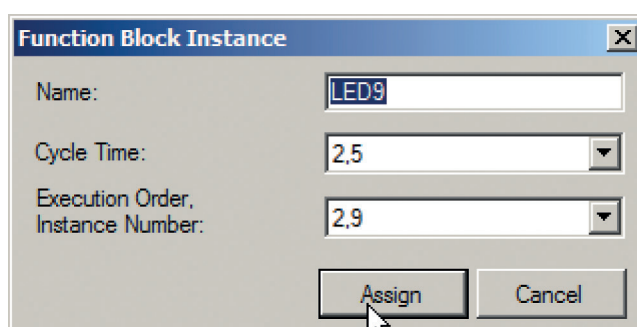 Function Block Instance
Name: LED9
Cycle Time: 2,5
Execution Order,
Instance Number: 2,9
Assign Cancel